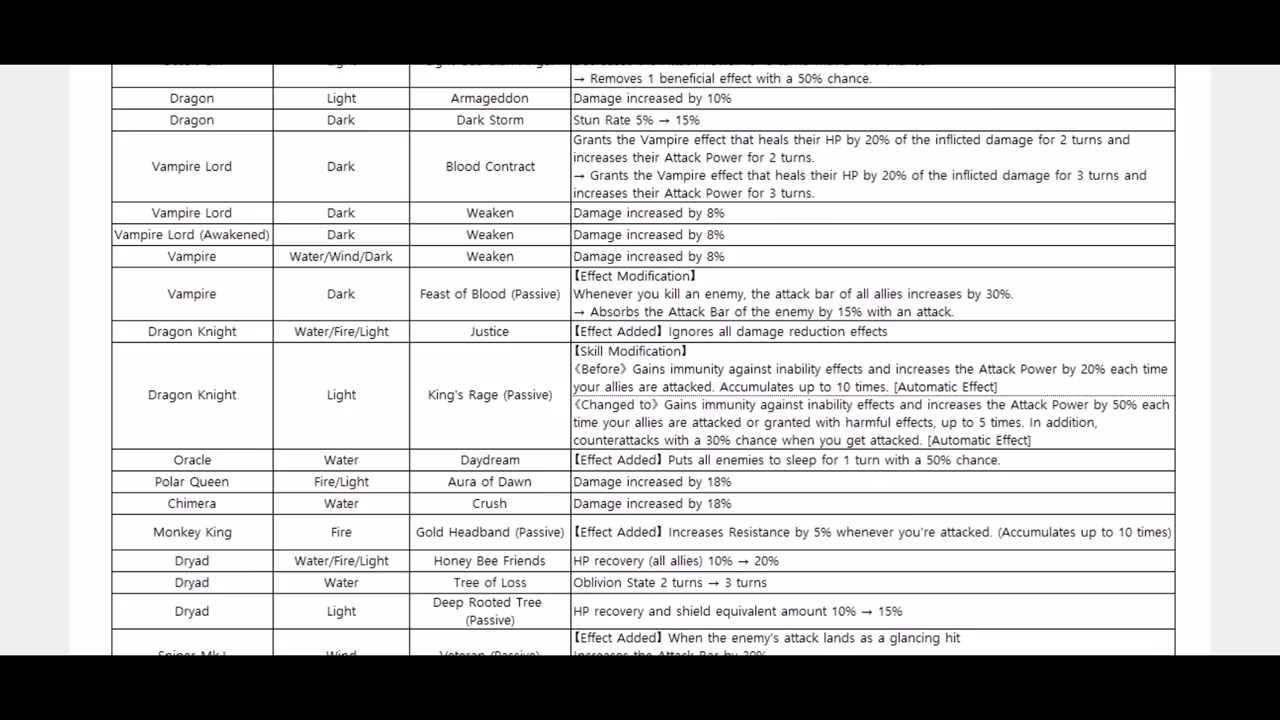 → Removes 1 beneficial effect with a 50% chance.
Dragon Light Armageddon Damage increased by 10%
Dragon Dark Dark Storm Stun Rate 5% → 15%
Vampire Lord Dark Blood Contract
Grants the Vampire effect that heals their HP by 20% of the inflicted damage for 2 turns and
increases their Attack Power for 2 turns.
→ Grants the Vampire effect that heals their HP by 20% of the inflicted damage for 3 turns and
increases their Attack Power for 3 turns.
Vampire Lord Dark Weaken Damage increased by 8%
Vampire Lord (Awakened) Dark Weaken Damage increased by 8%
Vampire Water/Wind/Dark Weaken Damage increased by 8%
Vampire Dark Feast of Blood (Passive)
【Effect Modification】
Whenever you kill an enemy, the attack bar of all allies increases by 30%.
→ Absorbs the Attack Bar of the enemy by 15% with an attack.
Dragon Knight Water/Fire/Light Justice 【Effect Added】 Ignores all damage reduction effects
Dragon Knight Light King's Rage (Passive)
【Skill Modification】
《Before》 Gains immunity against inability effects and increases the Attack Power by 20% each time
your allies are attacked. Accumulates up to 10 times. [Automatic Effect]
《Changed to》 Gains immunity against inability effects and increases the Attack Power by 50% each
time your allies are attacked or granted with harmful effects, up to 5 times. In addition,
counterattacks with a 30% chance when you get attacked. [Automatic Effect]
Oracle Water Daydream 【Effect Added】 Puts all enemies to sleep for 1 turn with a 50% chance.
Polar Queen Fire/Light Aura of Dawn Damage increased by 18%
Chimera Water Crush Damage increased by 18%
Monkey King Fire Gold Headband (Passive) 【Effect Added】 Increases Resistance by 5% whenever you're attacked. (Accumulates up to 10 times)
Dryad Water/Fire/Light Honey Bee Friends HP recovery (all allies) 10% → 20%
Dryad Water Tree of Loss Oblivion State 2 turns → 3 turns
Dryad Light Deep Rooted Tree
(Passive) HP recovery and shield equivalent amount 10% → 15%
【Effect Added】 When the enemy's attack lands as a glancing hit